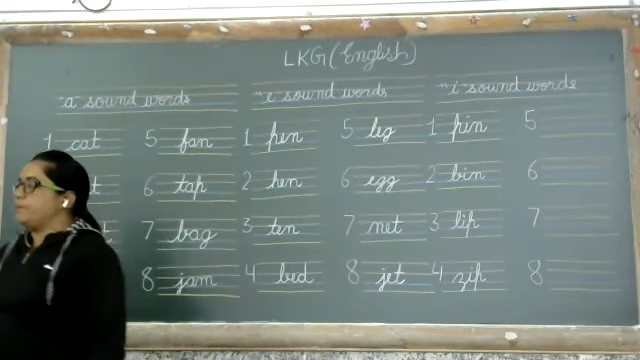 LKG (English)
"a sound words "e sound words "i sound words
1 cat 5 fan 1 pen 5 leg 1 pin 5
6 tap 2 hen 6 egg 2 bin 6
7 bag 3 ten 7 net 3 lip 7
8 jam 4 bed 8 jet 4 zip 8